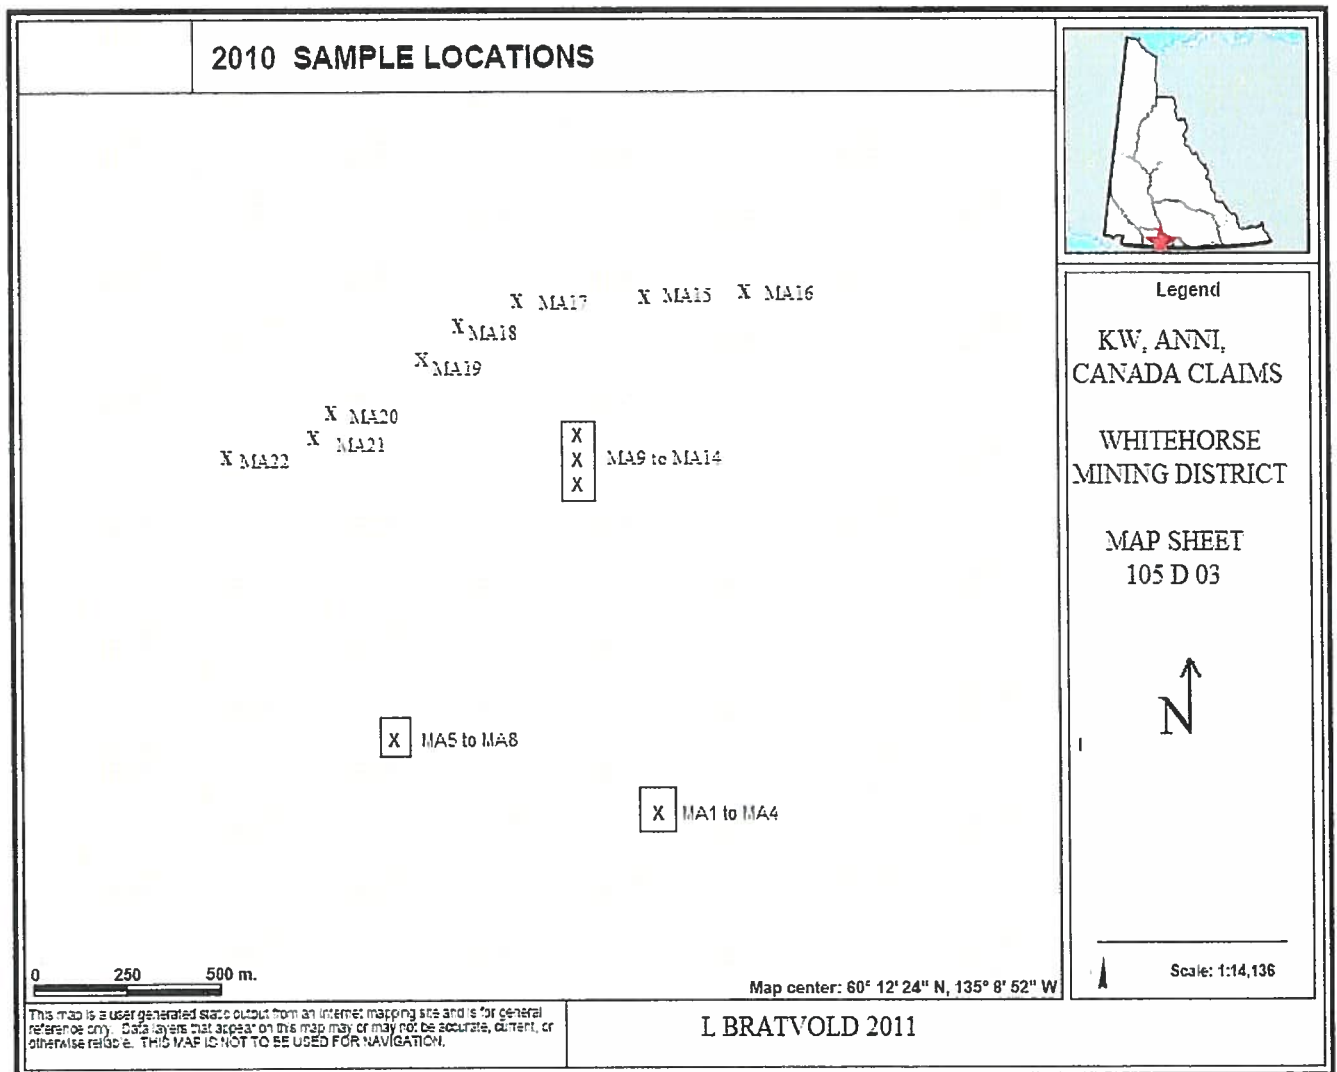 2010 SAMPLE LOCATIONS
Legend
KW, ANNI,
CANADA CLAIMS
WHITEHORSE
MINING DISTRICT
MAP SHEET
105 D 03
N
Scale: 1:14,136
X MA17
X MA15
X MA16
X MA18
X MA19
X MA20
X MA21
X MA22
X
X MA9 to MA14
X
X MA5 to MA8
X MA1 to MA4
0 250 500 m.
Map center: 60° 12' 24" N, 135° 8' 52" W
This map is a user generated static output from an Internet mapping site and is for general
reference only. Data layers that appear on this map may or may not be accurate, current, or
otherwise reliable. THIS MAP IS NOT TO BE USED FOR NAVIGATION.
L BRATVOLD 2011